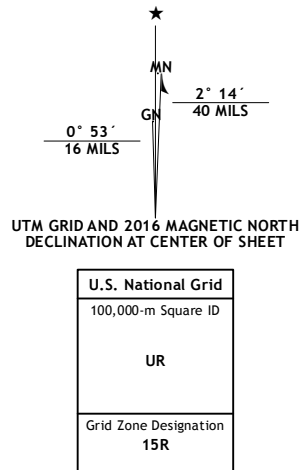 ★
MN
2° 14´
40 MILS
GN
0° 53´
16 MILS
UTM GRID AND 2016 MAGNETIC NORTH
DECLINATION AT CENTER OF SHEET
U.S. National Grid
100,000-m Square ID
UR
Grid Zone Designation
15R